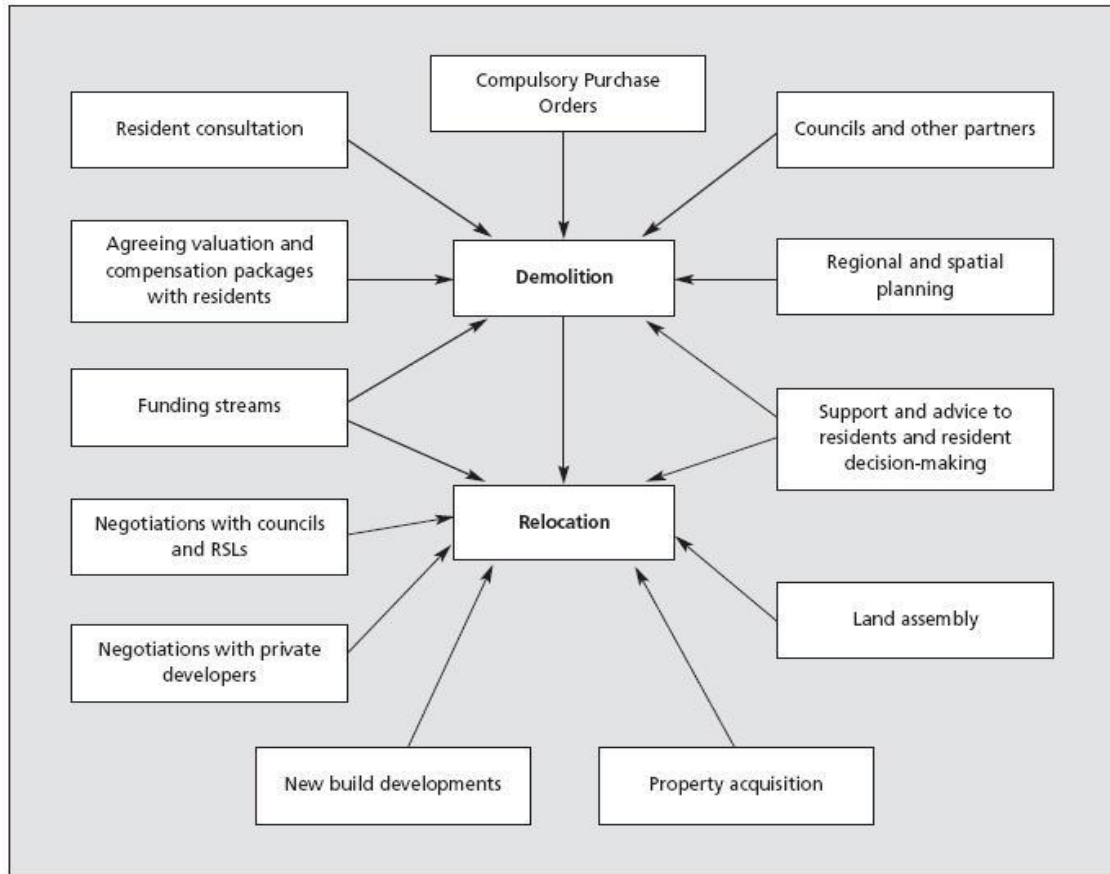 Compulsory Purchase
Orders
Resident consultation
Councils and other partners
Agreeing valuation and
compensation packages
with residents
Demolition
Regional and spatial
planning
Funding streams
Support and advice to
residents and resident
decision-making
Negotiations with councils
and RSLs
Relocation
Negotiations with private
developers
Land assembly
New build developments
Property acquisition